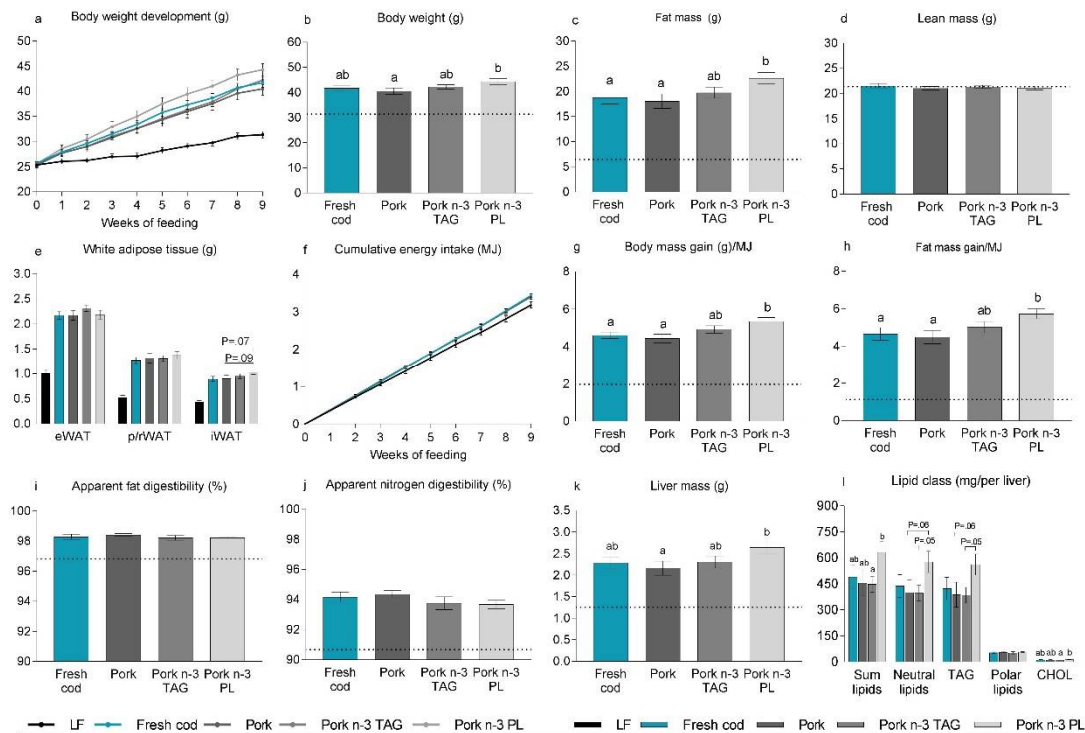 a Body weight development (g)
45
40
35
30
25
20
0 1 2 3 4 5 6 7 8 9
Weeks of feeding
b Body weight (g)
60
50
40
30
20
10
0
ab a ab b
Fresh cod Pork Pork n-3 TAG Pork n-3 PL
c Fat mass (g)
30
25
20
15
10
5
0
a a ab b
Fresh cod Pork Pork n-3 TAG Pork n-3 PL
d Lean mass (g)
30
25
20
15
10
5
0
Fresh cod Pork Pork n-3 TAG Pork n-3 PL
e White adipose tissue (g)
3.0
2.5
2.0
1.5
1.0
0.5
0.0
P=.07
P=.09
eWAT p/rWAT iWAT
f Cumulative energy intake (MJ)
4
3
2
1
0
0 1 2 3 4 5 6 7 8 9
Weeks of feeding
g Body mass gain (g)/MJ
8
6
4
2
0
a a ab b
Fresh cod Pork Pork n-3 TAG Pork n-3 PL
h Fat mass gain/MJ
8
6
4
2
0
a a ab b
Fresh cod Pork Pork n-3 TAG Pork n-3 PL
i Apparent fat digestibility (%)
100
98
96
94
92
90
Fresh cod Pork Pork n-3 TAG Pork n-3 PL
j Apparent nitrogen digestibility (%)
100
98
96
94
92
90
Fresh cod Pork Pork n-3 TAG Pork n-3 PL
k Liver mass (g)
3.5
3.0
2.5
2.0
1.5
1.0
0.5
0.0
ab a ab b
Fresh cod Pork Pork n-3 TAG Pork n-3 PL
l Lipid class (mg/per liver)
900
750
600
450
300
150
0
P=.06 P=.06
P=.05 P=.05
ab ab a b
ab ab a b
Sum lipids Neutral lipids TAG Polar lipids CHOL
LF Fresh cod Pork Pork n-3 TAG Pork n-3 PL
LF Fresh cod Pork Pork n-3 TAG Pork n-3 PL